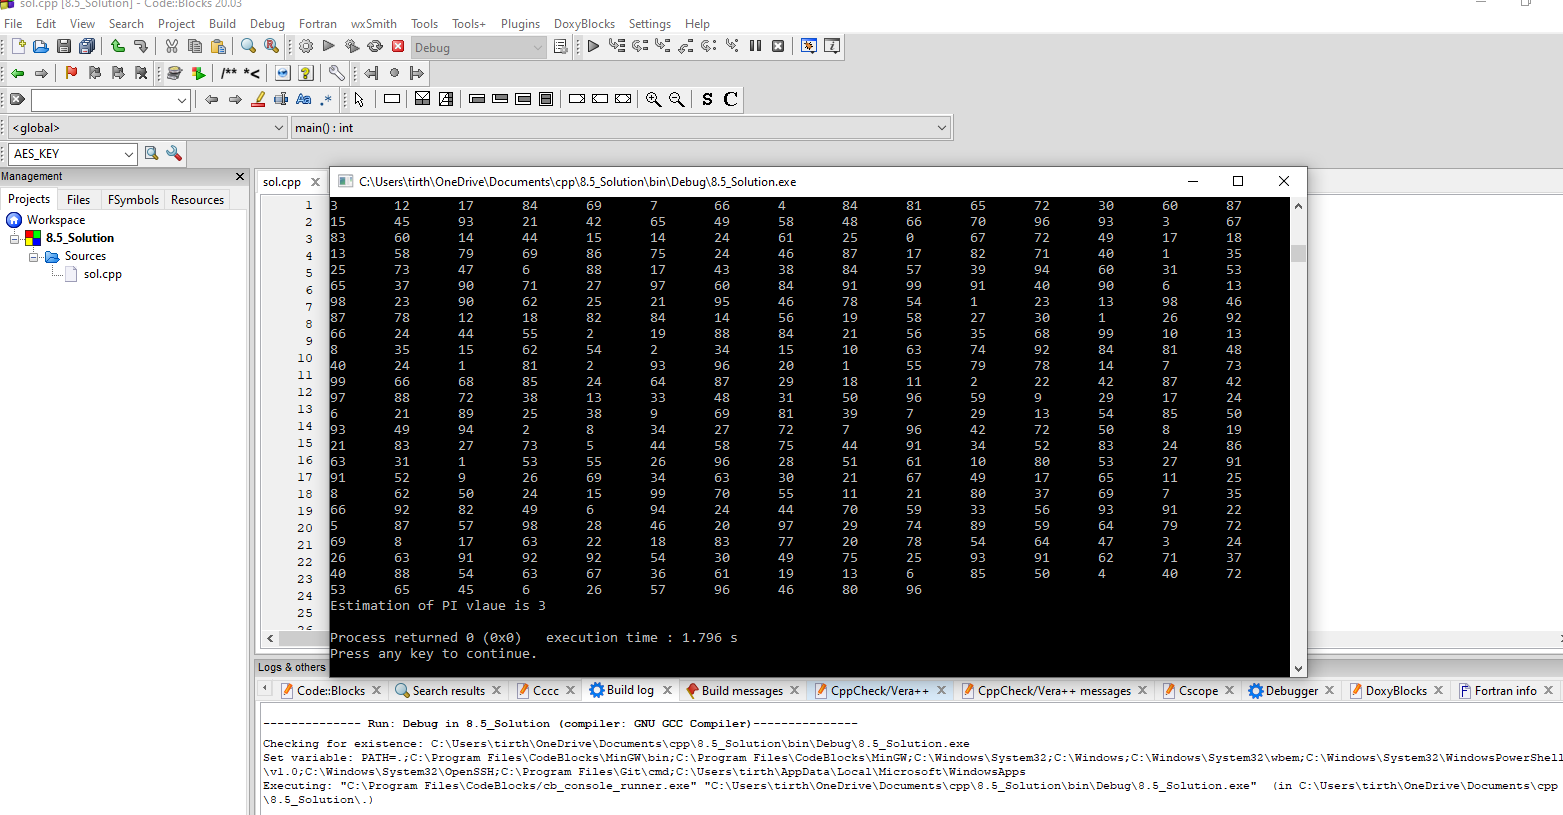 sol.cpp [8.5_Solution] - Code::Blocks 20.03
File Edit View Search Project Build Debug Fortran wxSmith Tools Tools+ Plugins DoxyBlocks Settings Help
Debug
/** *<
Aa .*
S C
<global> main() : int
AES_KEY
Management
Projects Files FSymbols Resources
Workspace
8.5_Solution
Sources
sol.cpp
sol.cpp
1
2
3
4
5
6
7
8
9
10
11
12
13
14
15
16
17
18
19
20
21
22
23
24
25
26
C:\Users\tirth\OneDrive\Documents\cpp\8.5_Solution\bin\Debug\8.5_Solution.exe
3 12 17 84 69 7 66 4 84 81 65 72 30 60 87
15 45 93 21 42 65 49 58 48 66 70 96 93 3 67
83 60 14 44 15 14 24 61 25 0 67 72 49 17 18
13 58 79 69 86 75 24 46 87 17 82 71 40 1 35
25 73 47 6 88 17 43 38 84 57 39 94 60 31 53
65 37 90 71 27 97 60 84 91 99 91 40 90 6 13
98 23 90 62 25 21 95 46 78 54 1 23 13 98 46
87 78 12 18 82 84 14 56 19 58 27 30 1 26 92
66 24 44 55 2 19 88 84 21 56 35 68 99 10 13
8 35 15 62 54 2 34 15 10 63 74 92 84 81 48
40 24 1 81 2 93 96 20 1 55 79 78 14 7 73
99 66 68 85 24 64 87 29 18 11 2 22 42 87 42
97 88 72 38 13 33 48 31 50 96 59 9 29 17 24
6 21 89 25 38 9 69 81 39 7 29 13 54 85 50
93 49 94 2 8 34 27 72 7 96 42 72 50 8 19
21 83 27 73 5 44 58 75 44 91 34 52 83 24 86
63 31 1 53 55 26 96 28 51 61 10 80 53 27 91
91 52 9 26 69 34 63 30 21 67 49 17 65 11 25
8 62 50 24 15 99 70 55 11 21 80 37 69 7 35
66 92 82 49 6 94 24 44 70 59 33 56 93 91 22
5 87 57 98 28 46 20 97 29 74 89 59 64 79 72
69 8 17 63 22 18 83 77 20 78 54 64 47 3 24
26 63 91 92 92 54 30 49 75 25 93 91 62 71 37
40 88 54 63 67 36 61 19 13 6 85 50 4 40 72
53 65 45 6 26 57 96 46 80 96
Estimation of PI vlaue is 3
Process returned 0 (0x0)   execution time : 1.796 s
Press any key to continue.
Logs & others
Code::Blocks Search results Cccc Build log Build messages CppCheck/Vera++ CppCheck/Vera++ messages Cscope Debugger DoxyBlocks Fortran info
-------------- Run: Debug in 8.5_Solution (compiler: GNU GCC Compiler)---------------
Checking for existence: C:\Users\tirth\OneDrive\Documents\cpp\8.5_Solution\bin\Debug\8.5_Solution.exe
Set variable: PATH=.;C:\Program Files\CodeBlocks\MinGW\bin;C:\Program Files\CodeBlocks\MinGW;C:\Windows\System32;C:\Windows;C:\Windows\System32\wbem;C:\Windows\System32\WindowsPowerShell
\v1.0;C:\Windows\System32\OpenSSH;C:\Program Files\Git\cmd;C:\Users\tirth\AppData\Local\Microsoft\WindowsApps
Executing: "C:\Program Files\CodeBlocks/cb_console_runner.exe" "C:\Users\tirth\OneDrive\Documents\cpp\8.5_Solution\bin\Debug\8.5_Solution.exe"  (in C:\Users\tirth\OneDrive\Documents\cpp
\8.5_Solution\.)